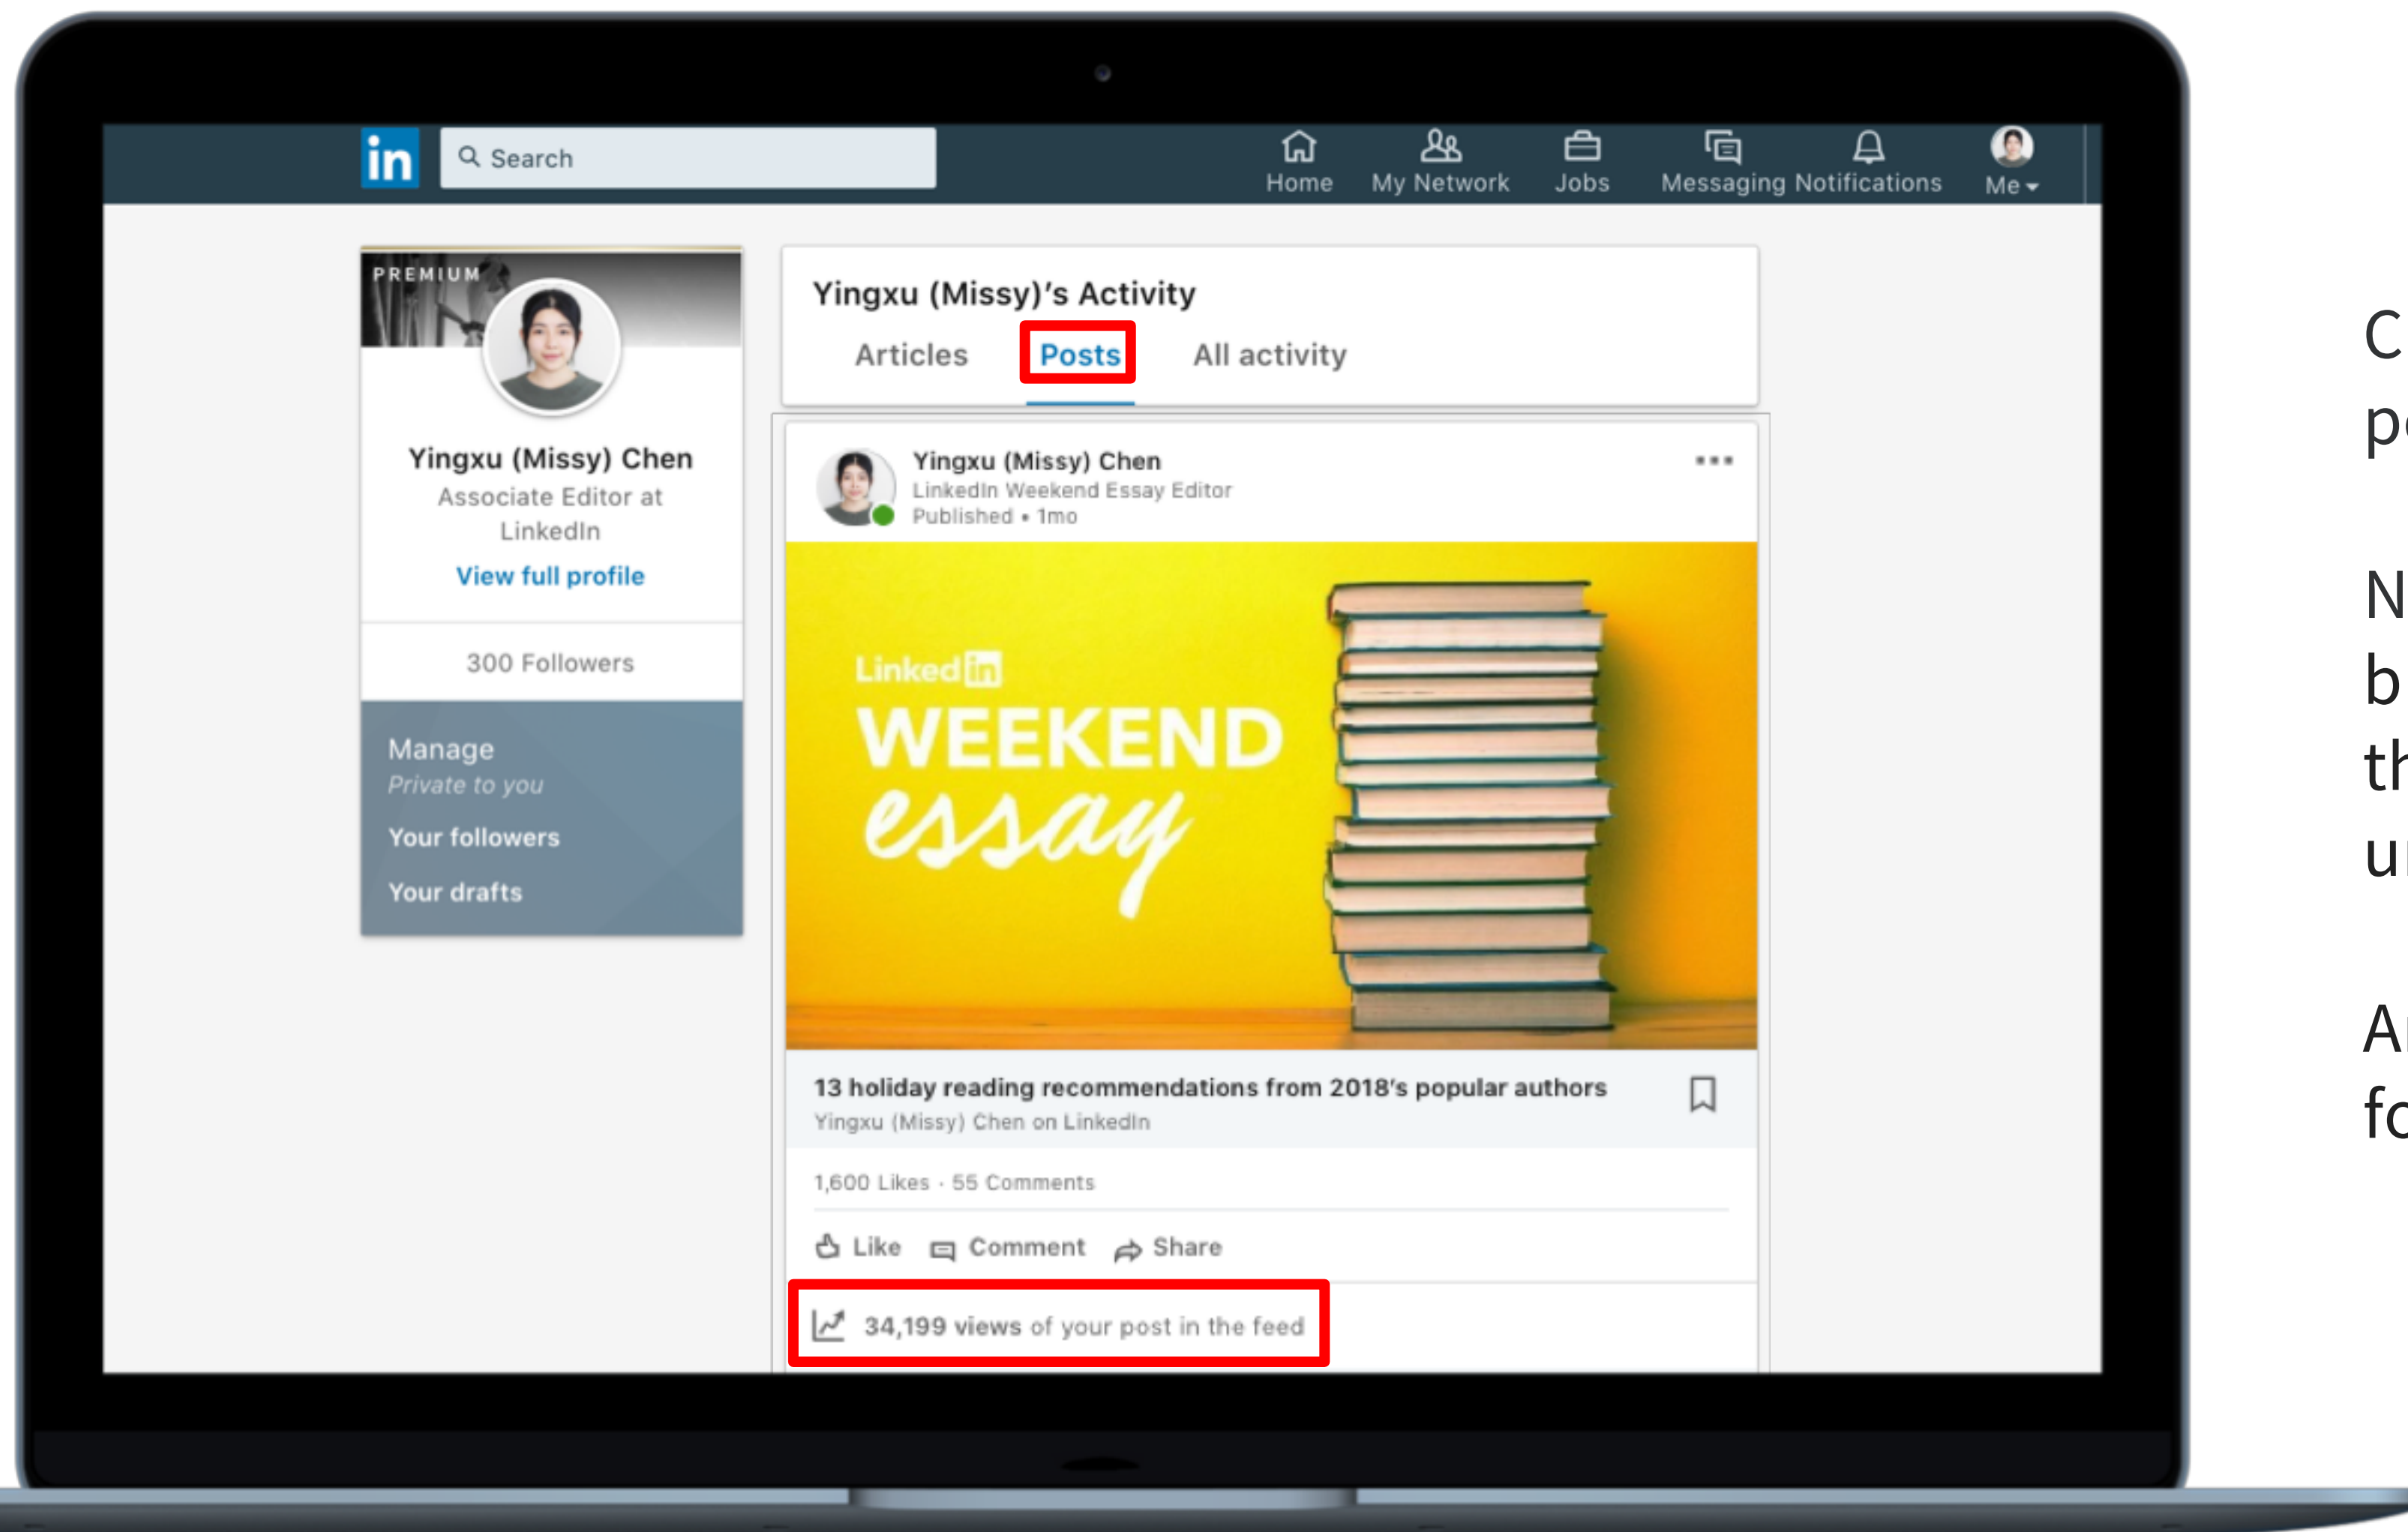 in
Search
Home
My Network
Jobs
Messaging
Notifications
Me
PREMIUM
Yingxu (Missy) Chen
Associate Editor at
LinkedIn
View full profile
300 Followers
Manage
Private to you
Your followers
Your drafts
Yingxu (Missy)'s Activity
Articles
Posts
All activity
Yingxu (Missy) Chen
LinkedIn Weekend Essay Editor
Published • 1mo
Linked in
WEEKEND
essay
13 holiday reading recommendations from 2018's popular authors
Yingxu (Missy) Chen on LinkedIn
1,600 Likes · 55 Comments
Like
Comment
Share
34,199 views of your post in the feed